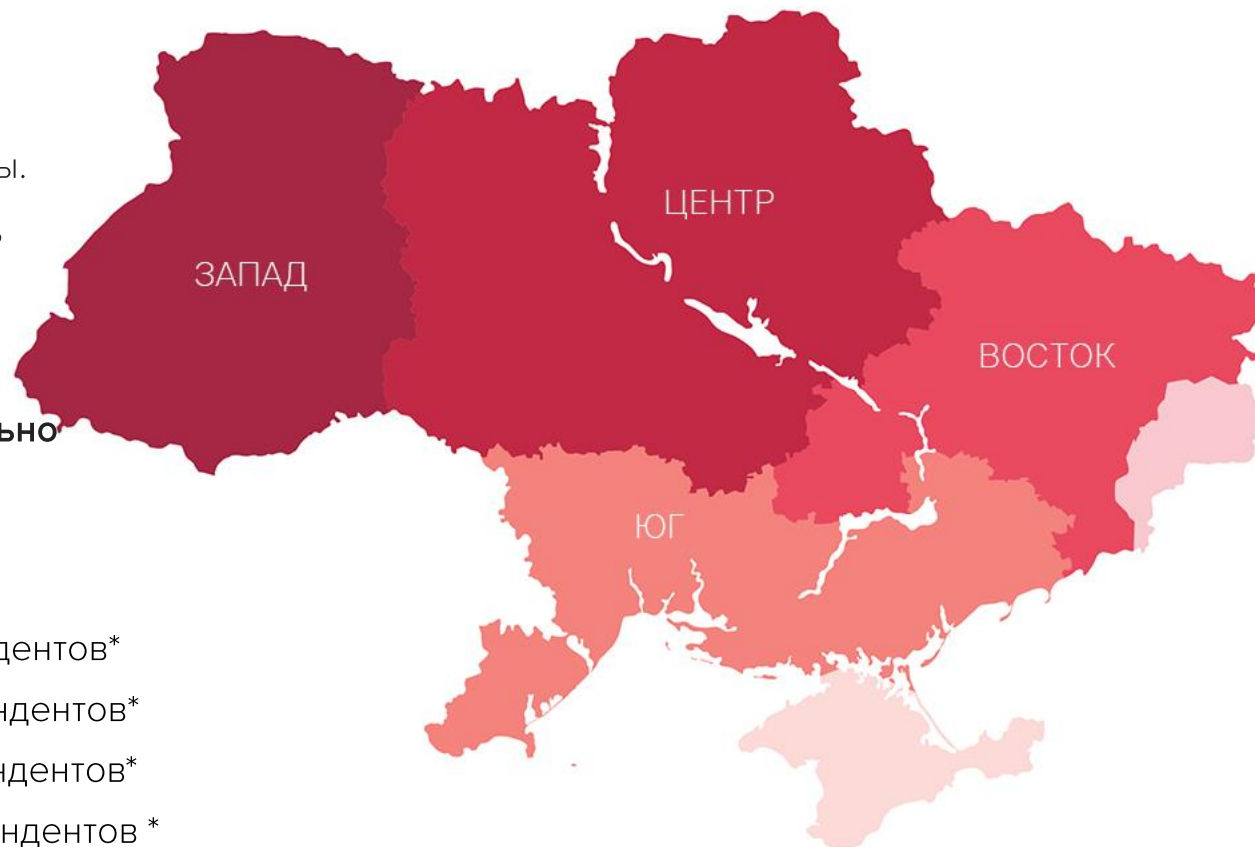 ы.
ЦЕНТР
ЗАПАД
ВОСТОК
ьно
ЮГ
дентов*
ндентов*
ндентов*
ндентов *